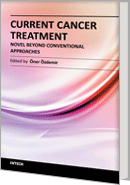 CURRENT CANCER
TREATMENT
NOVEL BEYOND CONVENTIONAL
APPROACHES
Edited by Öner Özdemir
INTECH